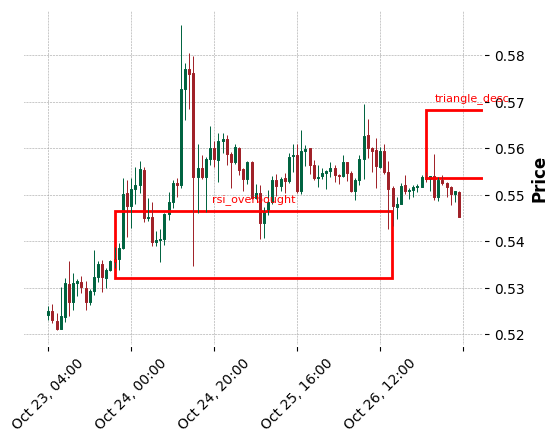 0.58
triangle_desc
0.57
0.56
0.55
rsi_overbought
0.54
0.53
0.52
Price
Oct 23, 04:00
Oct 24, 00:00
Oct 24, 20:00
Oct 25, 16:00
Oct 26, 12:00